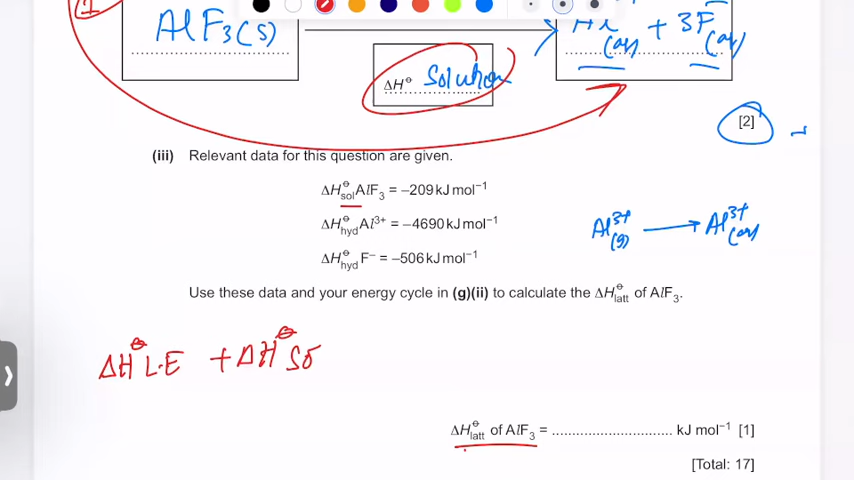 AlF3(s)
(aq) + 3F- (aq)
ΔH⊖ Solution
[2]
(iii) Relevant data for this question are given.
ΔH⊖sol AlF3 = −209 kJ mol−1
ΔH⊖hyd Al3+ = −4690 kJ mol−1
Al3+(g) → Al3+(aq)
ΔH⊖hyd F− = −506 kJ mol−1
Use these data and your energy cycle in (g)(ii) to calculate the ΔH⊖latt of AlF3.
ΔH⊖ L.E + ΔH⊖ So
ΔH⊖latt of AlF3 = .............................. kJ mol−1 [1]
[Total: 17]